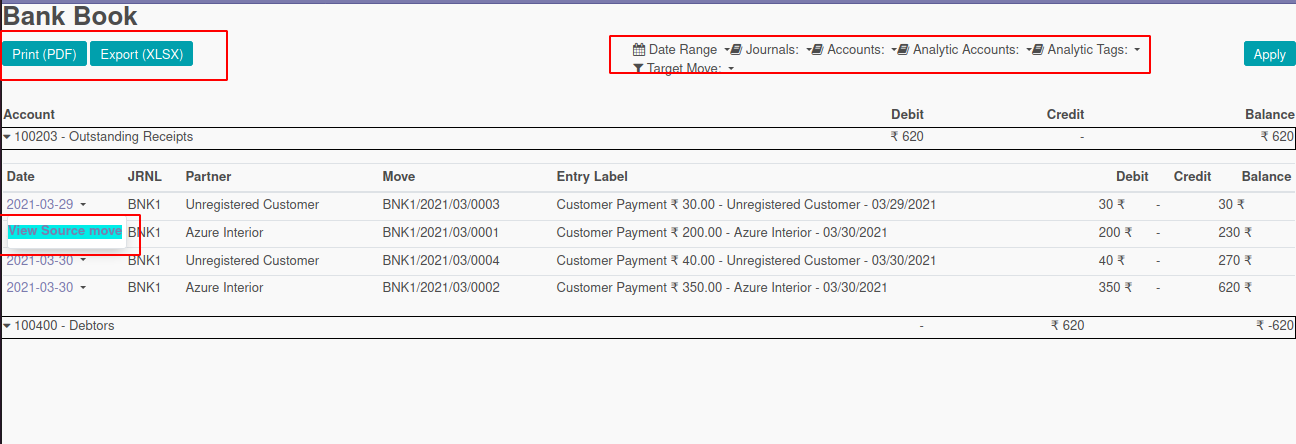 Bank Book
Print (PDF) Export (XLSX) Date Range Journals: Accounts: Analytic Accounts: Analytic Tags: Apply
Target Move:
Account Debit Credit Balance
100203 - Outstanding Receipts ₹ 620 - ₹ 620
Date JRNL Partner Move Entry Label Debit Credit Balance
2021-03-29 BNK1 Unregistered Customer BNK1/2021/03/0003 Customer Payment ₹ 30.00 - Unregistered Customer - 03/29/2021 30 ₹ - 30 ₹
View Source move BNK1 Azure Interior BNK1/2021/03/0001 Customer Payment ₹ 200.00 - Azure Interior - 03/30/2021 200 ₹ - 230 ₹
2021-03-30 BNK1 Unregistered Customer BNK1/2021/03/0004 Customer Payment ₹ 40.00 - Unregistered Customer - 03/30/2021 40 ₹ - 270 ₹
2021-03-30 BNK1 Azure Interior BNK1/2021/03/0002 Customer Payment ₹ 350.00 - Azure Interior - 03/30/2021 350 ₹ - 620 ₹
100400 - Debtors - ₹ 620 ₹ -620